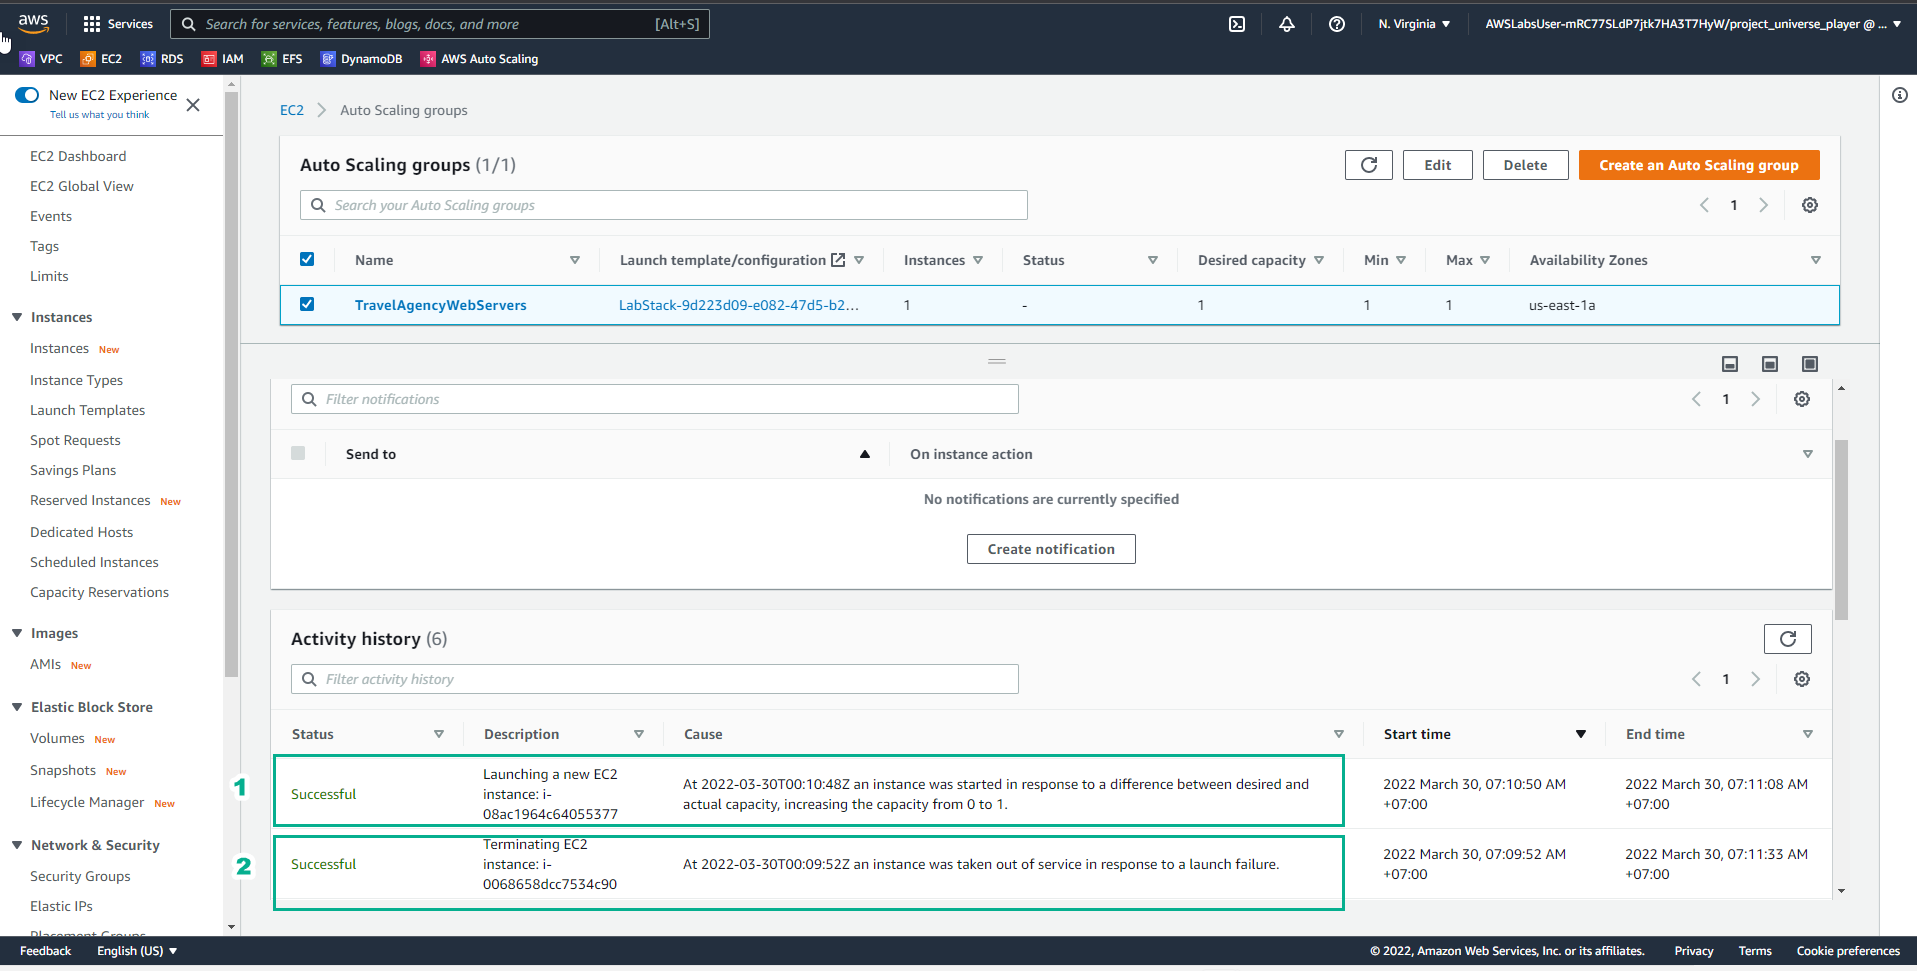 aws
Services
Search for services, features, blogs, docs, and more
[Alt+S]
N. Virginia
AWSLabsUser-mRC77SLdP7jtk7HA3T7HyW/project_universe_player @ ...
VPC
EC2
RDS
IAM
EFS
DynamoDB
AWS Auto Scaling
New EC2 Experience
Tell us what you think
EC2 Dashboard
EC2 Global View
Events
Tags
Limits
Instances
Instances New
Instance Types
Launch Templates
Spot Requests
Savings Plans
Reserved Instances New
Dedicated Hosts
Scheduled Instances
Capacity Reservations
Images
AMIs New
Elastic Block Store
Volumes New
Snapshots New
Lifecycle Manager New
Network & Security
Security Groups
Elastic IPs
Placement Groups
EC2 > Auto Scaling groups
Auto Scaling groups (1/1)
Edit
Delete
Create an Auto Scaling group
Search your Auto Scaling groups
1
Name
Launch template/configuration
Instances
Status
Desired capacity
Min
Max
Availability Zones
TravelAgencyWebServers
LabStack-9d223d09-e082-47d5-b2...
1
-
1
1
1
us-east-1a
Filter notifications
1
Send to
On instance action
No notifications are currently specified
Create notification
Activity history (6)
Filter activity history
1
Status
Description
Cause
Start time
End time
1
Successful
Launching a new EC2
instance: i-
08ac1964c64055377
At 2022-03-30T00:10:48Z an instance was started in response to a difference between desired and
actual capacity, increasing the capacity from 0 to 1.
2022 March 30, 07:10:50 AM
+07:00
2022 March 30, 07:11:08 AM
+07:00
2
Successful
Terminating EC2
instance: i-
0068658dcc7534c90
At 2022-03-30T00:09:52Z an instance was taken out of service in response to a launch failure.
2022 March 30, 07:09:52 AM
+07:00
2022 March 30, 07:11:33 AM
+07:00
Feedback
English (US)
© 2022, Amazon Web Services, Inc. or its affiliates.
Privacy
Terms
Cookie preferences